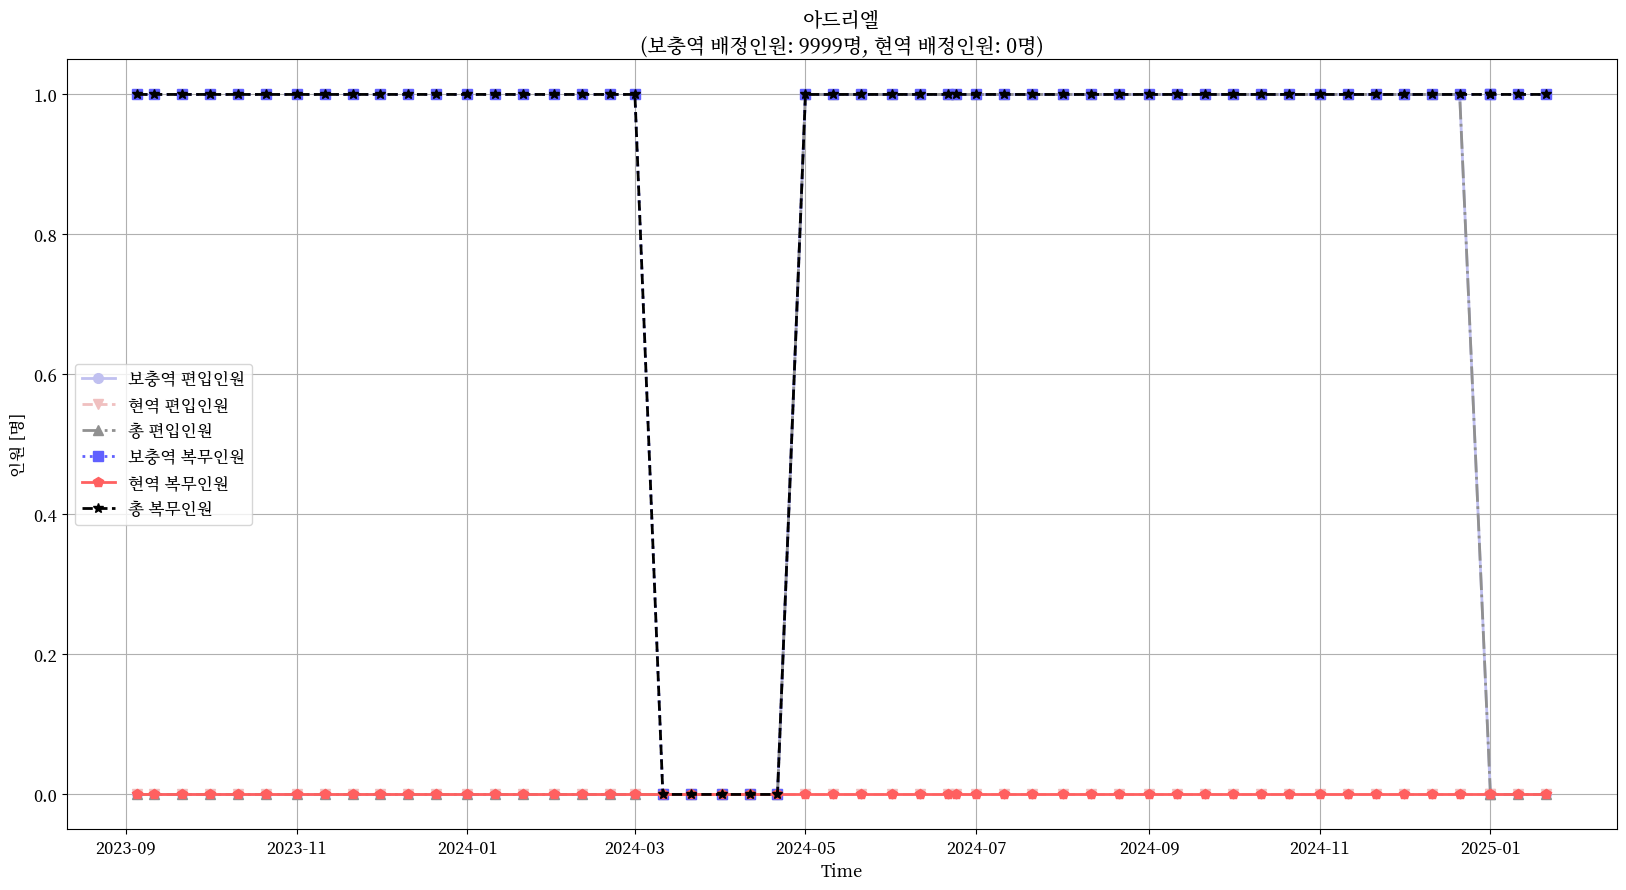 아드리엘
(보충역 배정인원: 9999명, 현역 배정인원: 0명)
1.0
0.8
0.6
0.4
0.2
0.0
인원 [명]
보충역 편입인원
현역 편입인원
총 편입인원
보충역 복무인원
현역 복무인원
총 복무인원
2023-09
2023-11
2024-01
2024-03
2024-05
2024-07
2024-09
2024-11
2025-01
Time